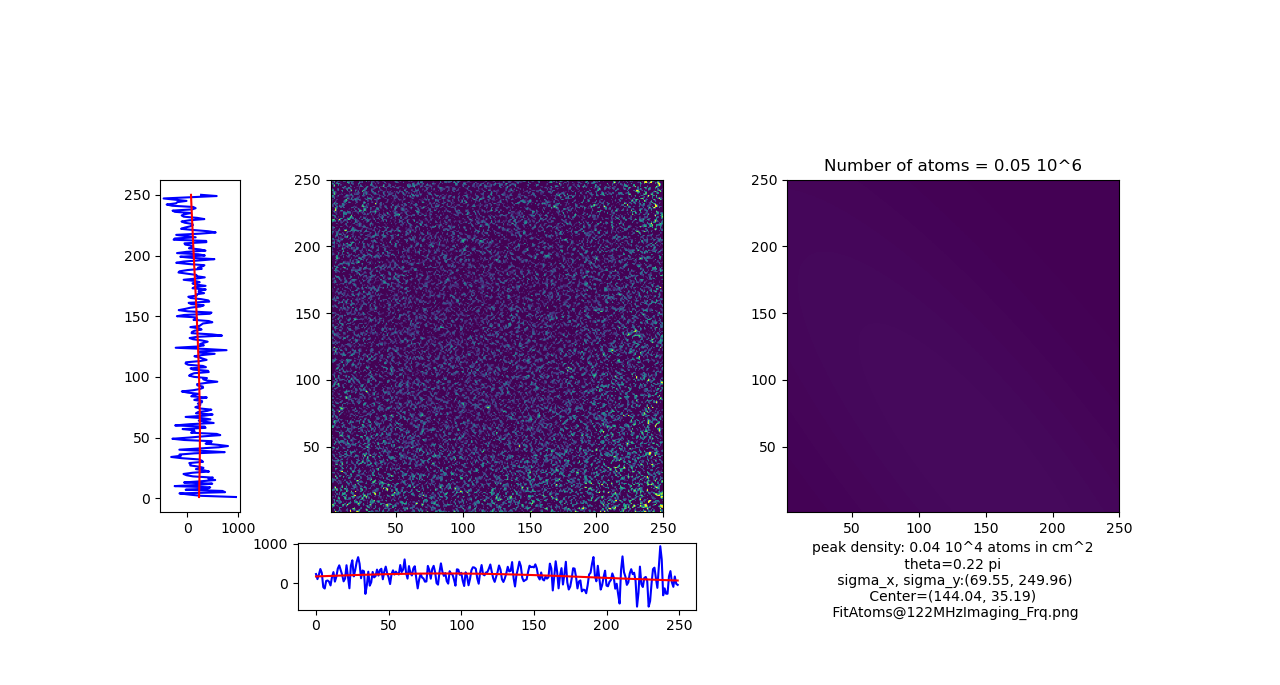 Number of atoms = 0.05 10^6
250
200
150
100
50
0
0 1000
250
200
150
100
50
50 100 150 200 250
250
200
150
100
50
50 100 150 200 250
1000
0
0 50 100 150 200 250
peak density: 0.04 10^4 atoms in cm^2
theta=0.22 pi
sigma_x, sigma_y:(69.55, 249.96)
Center=(144.04, 35.19)
FitAtoms@122MHzImaging_Frq.png